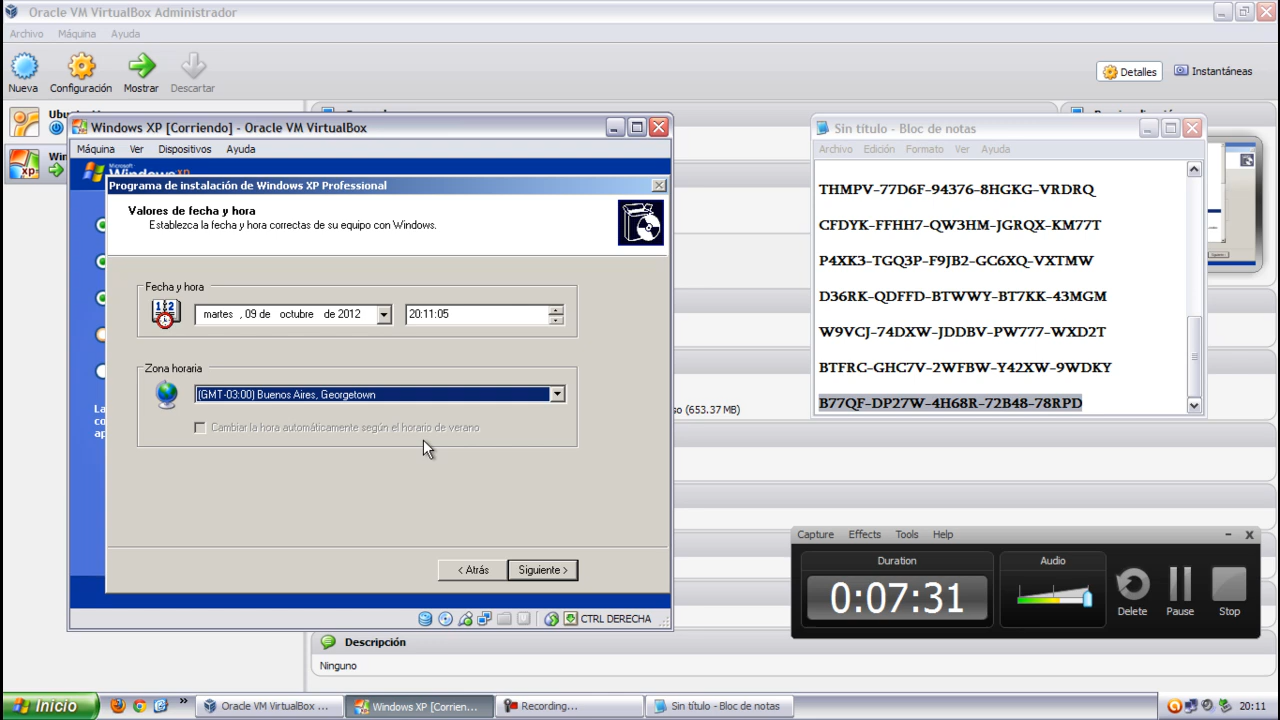 Oracle VM VirtualBox Administrador
Archivo Máquina Ayuda
Nueva Configuración Mostrar Descartar
Detalles Instantáneas
Windows XP [Corriendo] - Oracle VM VirtualBox
Máquina Ver Dispositivos Ayuda
Microsoft
Programa de instalación de Windows XP Professional
Valores de fecha y hora
Establezca la fecha y hora correctas de su equipo con Windows.
Fecha y hora
martes , 09 de octubre de 2012 20:11:05
Zona horaria
(GMT-03:00) Buenos Aires, Georgetown
Cambiar la hora automáticamente según el horario de verano
< Atrás Siguiente >
CTRL DERECHA
(653.37 MB)
Descripción
Ninguno
Sin título - Bloc de notas
Archivo Edición Formato Ver Ayuda
THMPV-77D6F-94376-8HGKG-VRDRQ
CFDYK-FFHH7-QW3HM-JGRQX-KM77T
P4XK3-TGQ3P-F9JB2-GC6XQ-VXTMW
D36RK-QDFFD-BTWWY-BT7KK-43MGM
W9VCJ-74DXW-JDDBV-PW777-WXD2T
BTFRC-GHC7V-2WFBW-Y42XW-9WDKY
B77QF-DP27W-4H68R-72B48-78RPD
Capture Effects Tools Help
Duration Audio
0:07:31
Delete Pause Stop
Inicio
Oracle VM VirtualBox ...
Windows XP [Corrien...
Recording...
Sin título - Bloc de notas
20:11